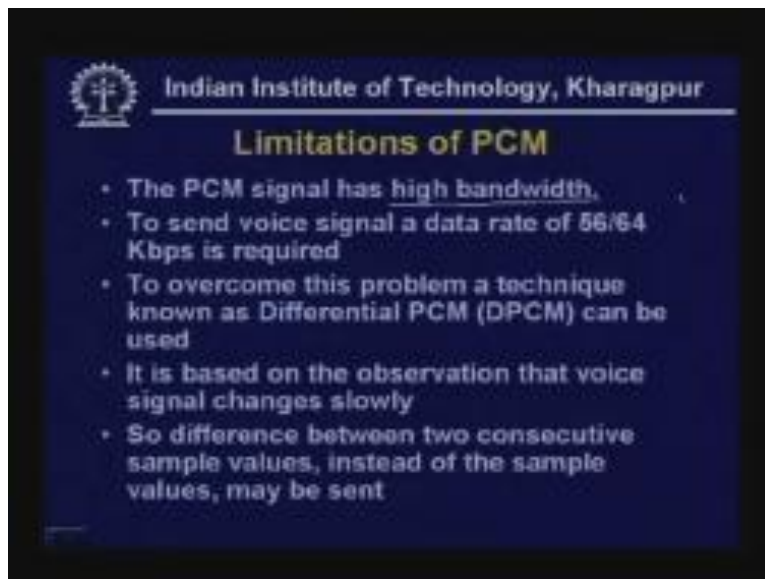 Indian Institute of Technology, Kharagpur
Limitations of PCM
• The PCM signal has high bandwidth.
• To send voice signal a data rate of 56/64
Kbps is required
• To overcome this problem a technique
known as Differential PCM (DPCM) can be
used
• It is based on the observation that voice
signal changes slowly
• So difference between two consecutive
sample values, instead of the sample
values, may be sent